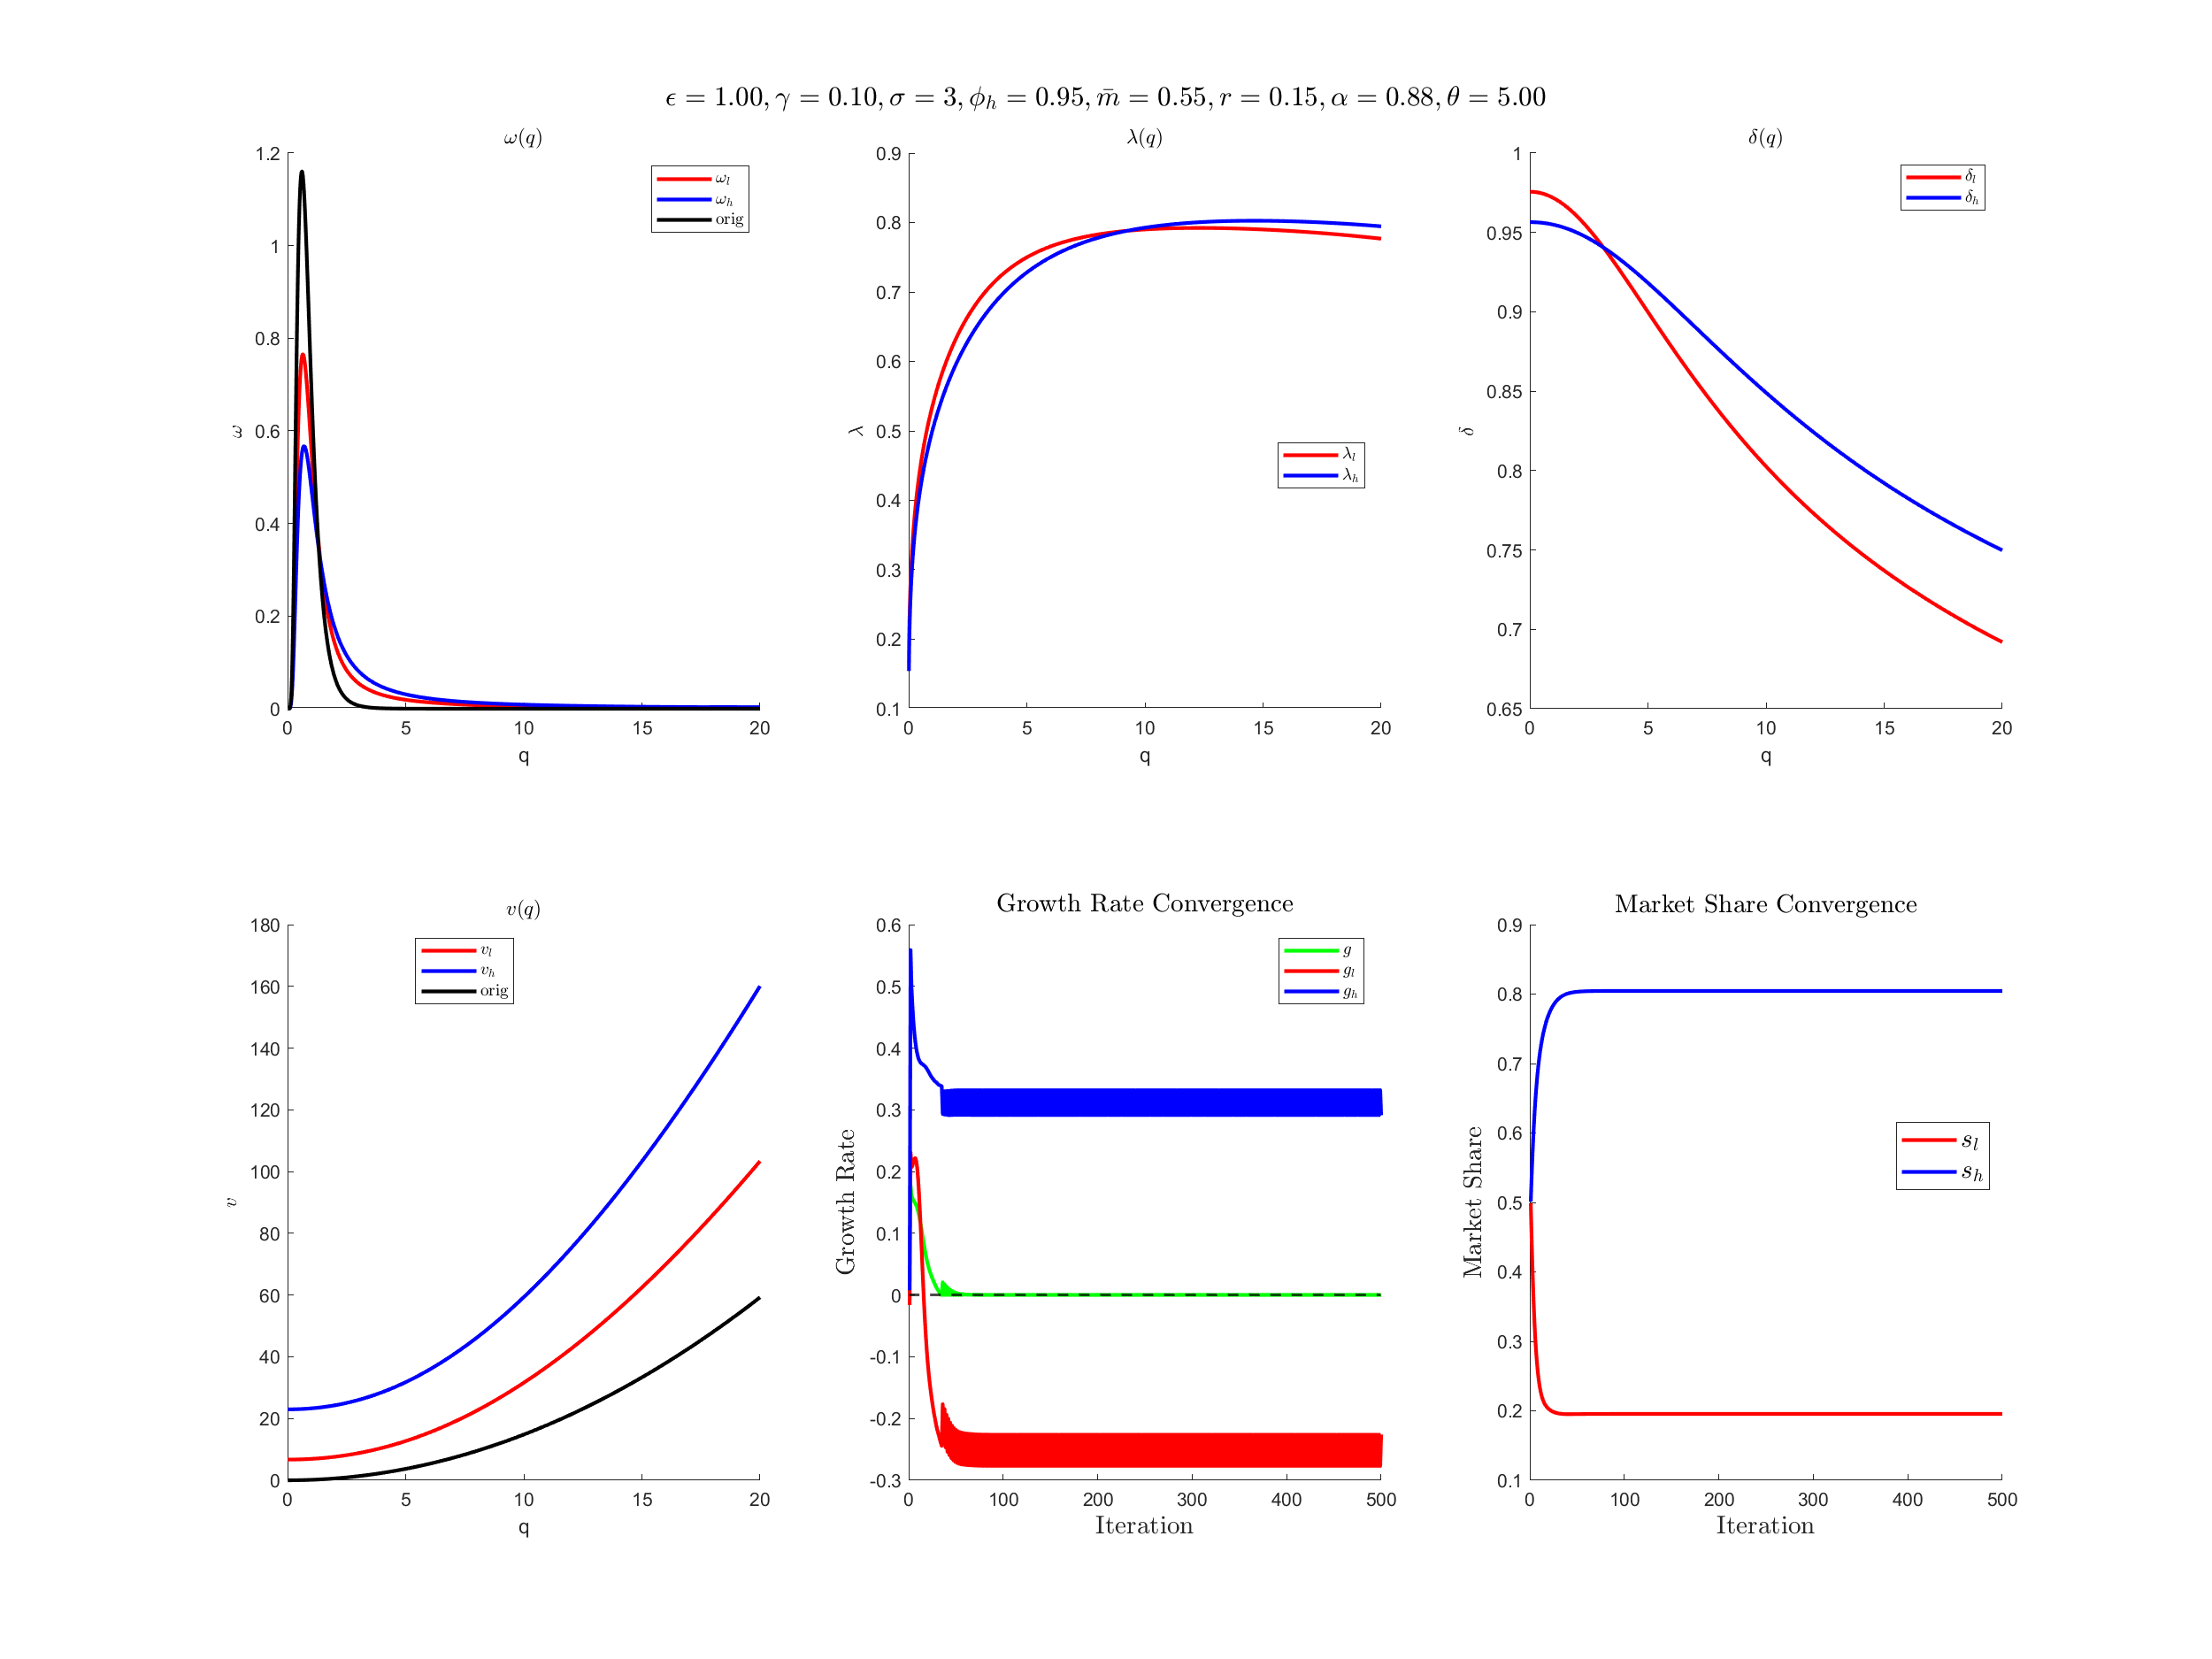 ϵ = 1.00, γ = 0.10, σ = 3, ϕ_h = 0.95, m̄ = 0.55, r = 0.15, α = 0.88, θ = 5.00
ω(q)
1.2
1
0.8
0.6
0.4
0.2
0
0 5 10 15 20
ω
q
ω_l
ω_h
orig
λ(q)
0.9
0.8
0.7
0.6
0.5
0.4
0.3
0.2
0.1
0 5 10 15 20
λ
q
λ_l
λ_h
δ(q)
1
0.95
0.9
0.85
0.8
0.75
0.7
0.65
0 5 10 15 20
δ
q
δ_l
δ_h
v(q)
180
160
140
120
100
80
60
40
20
0
0 5 10 15 20
v
q
v_l
v_h
orig
Growth Rate Convergence
0.6
0.5
0.4
0.3
0.2
0.1
0
-0.1
-0.2
-0.3
0 100 200 300 400 500
Growth Rate
Iteration
g
g_l
g_h
Market Share Convergence
0.9
0.8
0.7
0.6
0.5
0.4
0.3
0.2
0.1
0 100 200 300 400 500
Market Share
Iteration
s_l
s_h